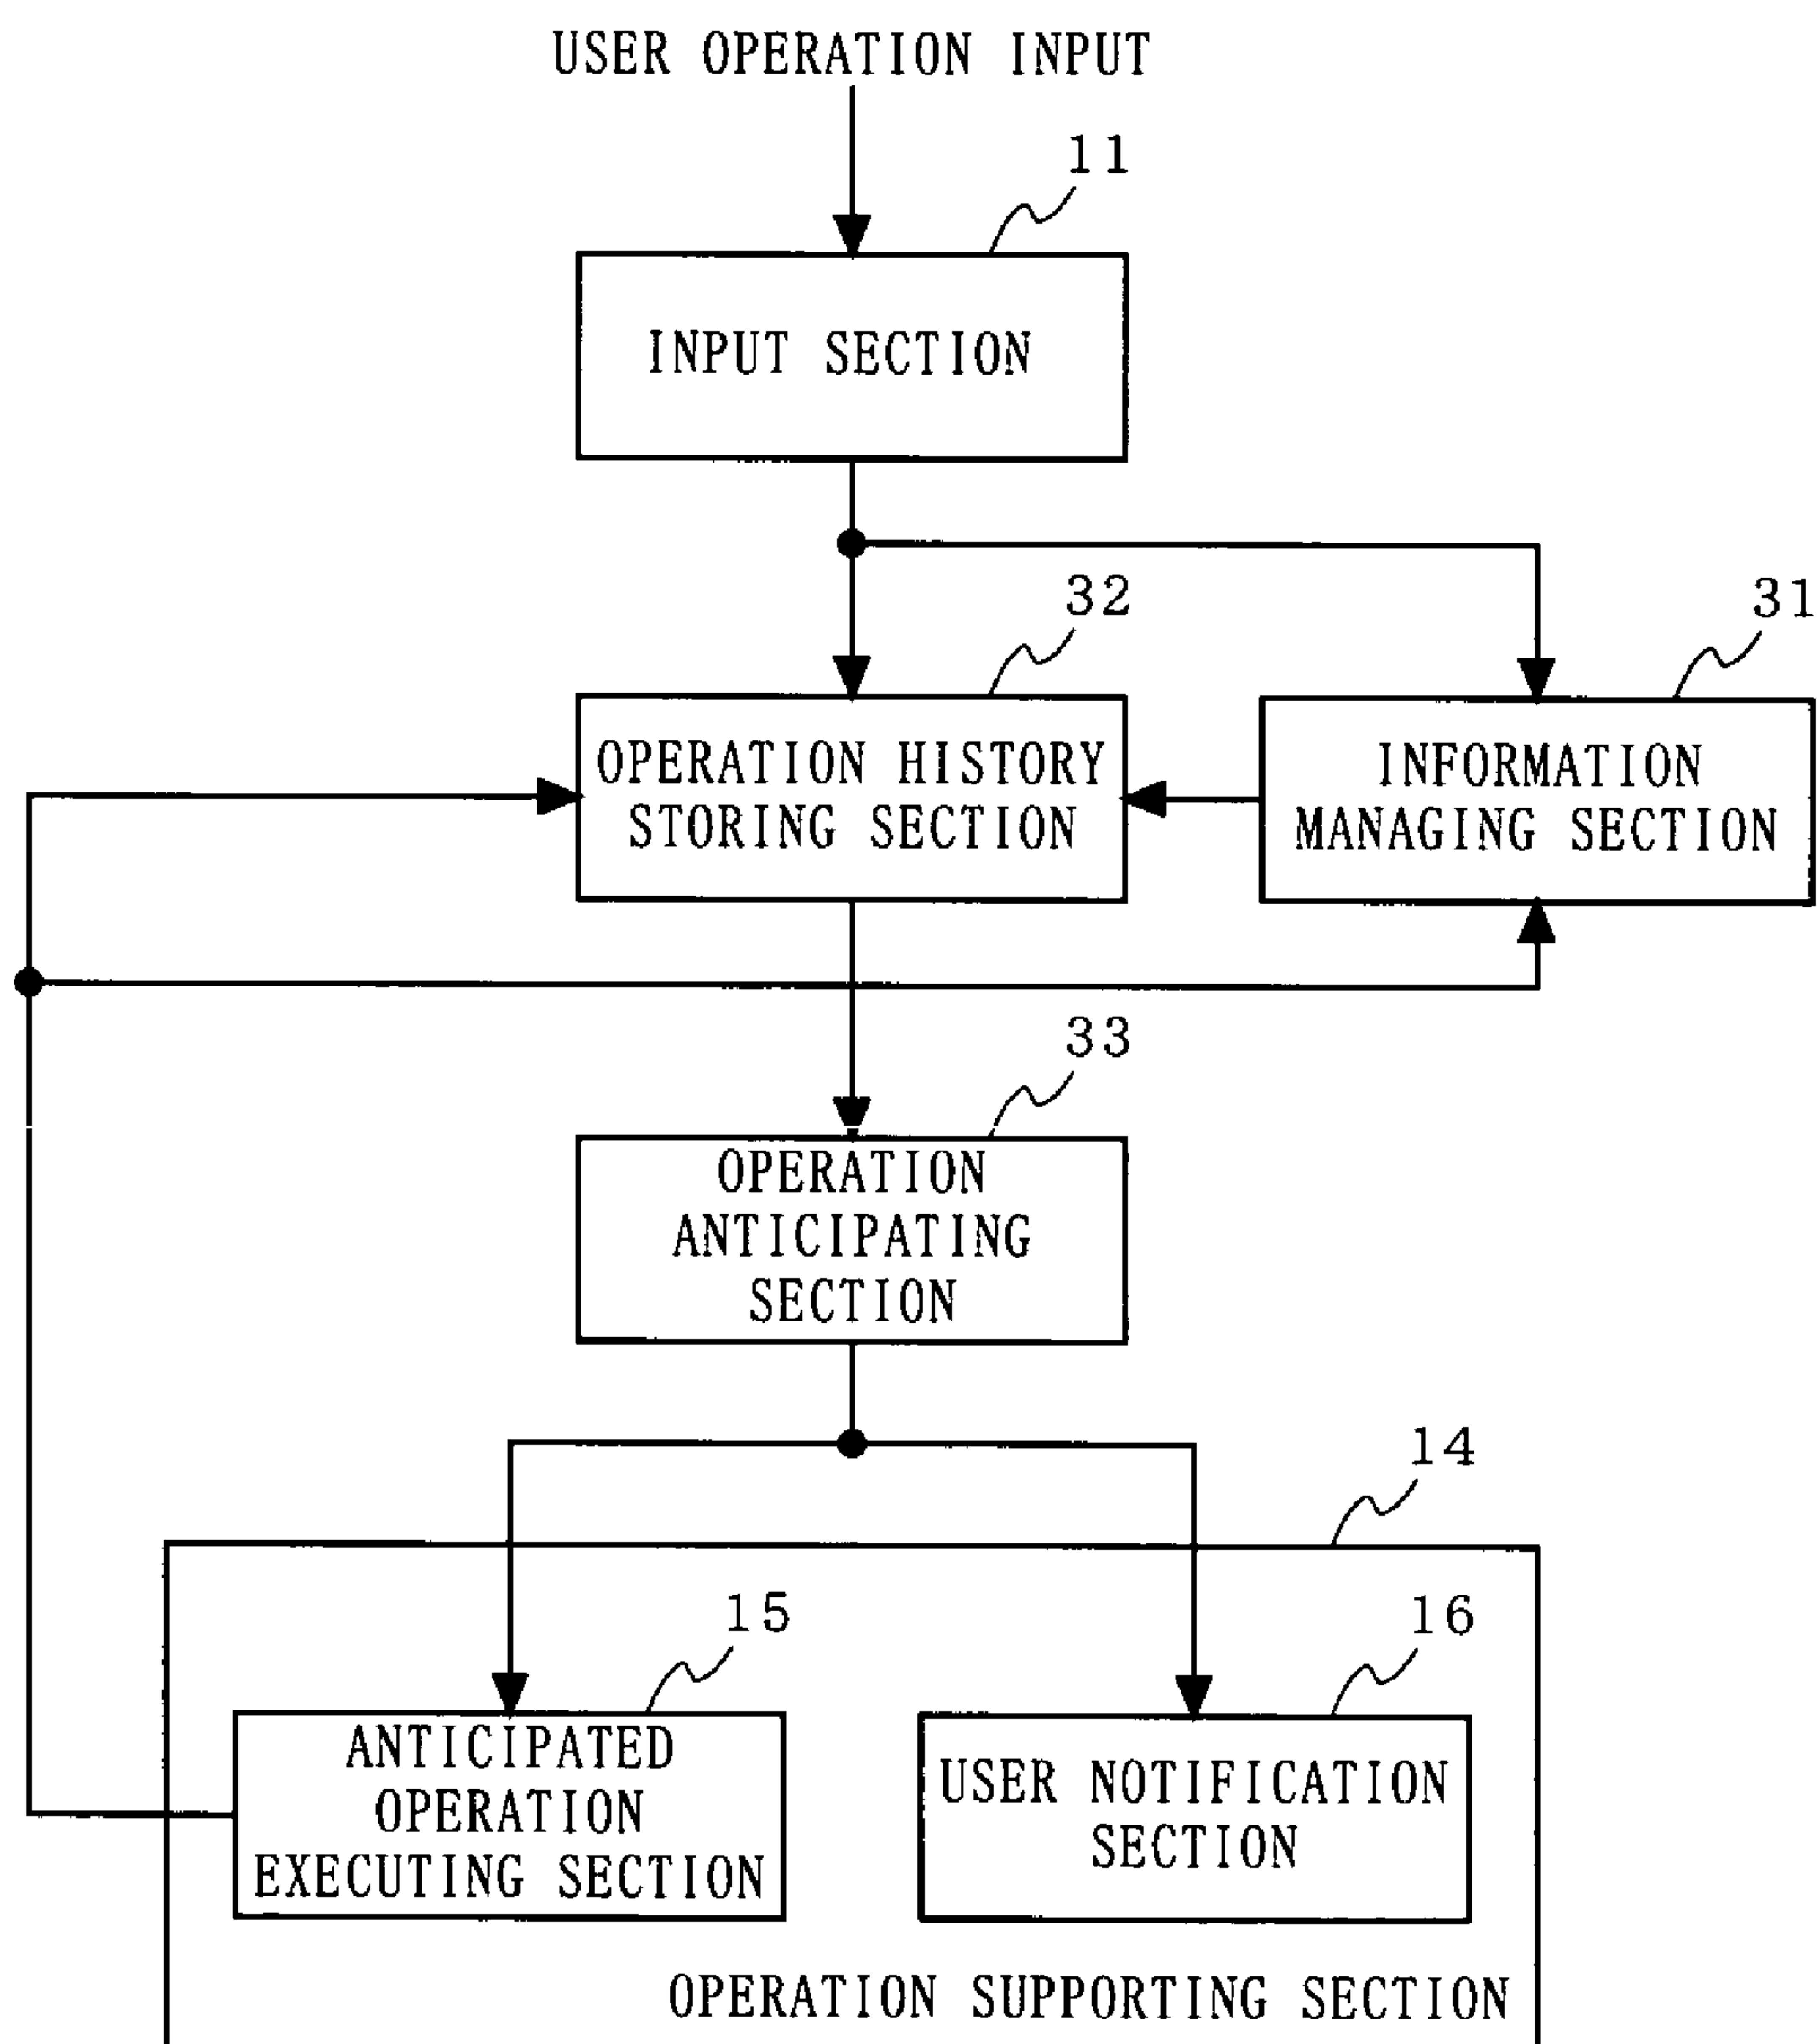 USER OPERATION INPUT
11
INPUT SECTION
32
31
OPERATION HISTORY
STORING SECTION
INFORMATION
MANAGING SECTION
33
OPERATION
ANTICIPATING
SECTION
14
15
16
ANTICIPATED
OPERATION
EXECUTING SECTION
USER NOTIFICATION
SECTION
OPERATION SUPPORTING SECTION